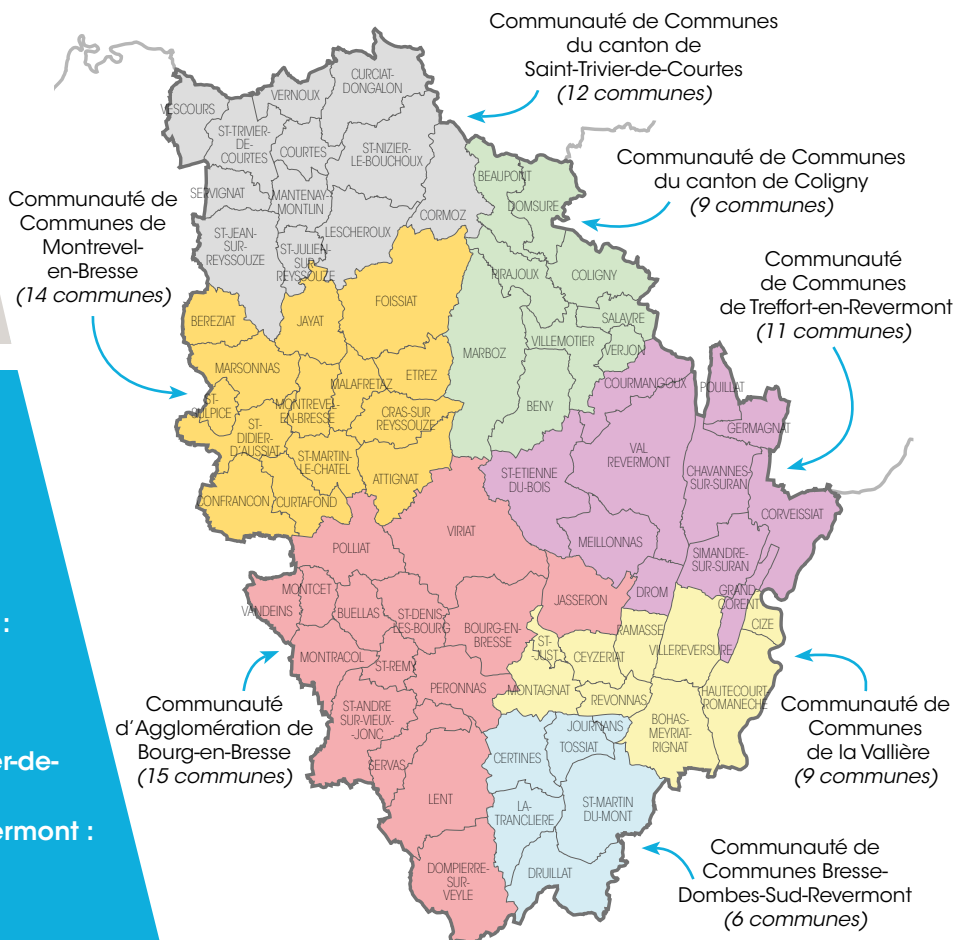 Communauté de Communes
du canton de
Saint-Trivier-de-Courtes
(12 communes)
Communauté de Communes
du canton de Coligny
(9 communes)
Communauté
de Communes
de Treffort-en-Revermont
(11 communes)
Communauté de
Communes de
Montrevel-
en-Bresse
(14 communes)
Communauté
d'Agglomération de
Bourg-en-Bresse
(15 communes)
Communauté de
Communes
de la Vallière
(9 communes)
Communauté de
Communes Bresse-
Dombes-Sud-Revermont
(6 communes)
:
er-de-
ermont :
VESCOURS
VERNOUX
CURCIAT-
DONGALON
ST-TRIVIER-
DE-
COURTES
COURTES
ST-NIZIER-
LE-BOUCHOUX
SERVIGNAT
MANTENAY-
MONTLIN
LESCHEROUX
CORMOZ
ST-JEAN-
SUR-
REYSSOUZE
ST-JULIEN-
SUR-
REYSSOUZE
BEAUPONT
DOMSURE
PIRAJOUX
COLIGNY
SALAVRE
VILLEMOTIER
VERJON
MARBOZ
BENY
FOISSIAT
BEREZIAT
JAYAT
MARSONNAS
MALAFRETAZ
ETREZ
ST-
SULPICE
MONTREVEL-
EN-BRESSE
CRAS-SUR
REYSSOUZE
ST-
DIDIER-
D'AUSSIAT
ST-MARTIN-
LE-CHATEL
ATTIGNAT
CONFRANCON
CURTAFOND
COURMANGOUX
POUILLAT
GERMAGNAT
VAL
REVERMONT
ST-ETIENNE
DU-BOIS
CHAVANNES-
SUR-SURAN
CORVEISSIAT
MEILLONNAS
SIMANDRE-
SUR-SURAN
DROM
GRAND-
CORENT
VIRIAT
POLLIAT
JASSERON
MONTCET
VANDEINS
BUELLAS
ST-DENIS-
LES-BOURG
BOURG-EN-
BRESSE
MONTRACOL
ST-REMY
PERONNAS
ST-ANDRE
SUR-VIEUX-
JONC
SERVAS
LENT
DOMPIERRE-
SUR-
VEYLE
CIZE
RAMASSE
VILLEREVERSURE
ST-
-JUST
CEYZERIAT
MONTAGNAT
REVONNAS
HAUTECOURT-
ROMANECHE
BOHAS-
MEYRIAT-
RIGNAT
JOURNANS
CERTINES
TOSSIAT
LA-
TRANCLIERE
ST-MARTIN
DU-MONT
DRUILLAT